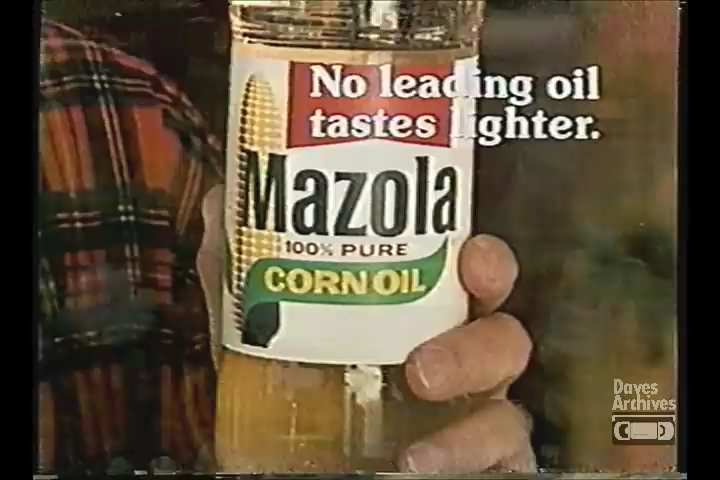 No leading oil
tastes lighter.
Mazola
100% PURE
CORN OIL
Daves
Archives